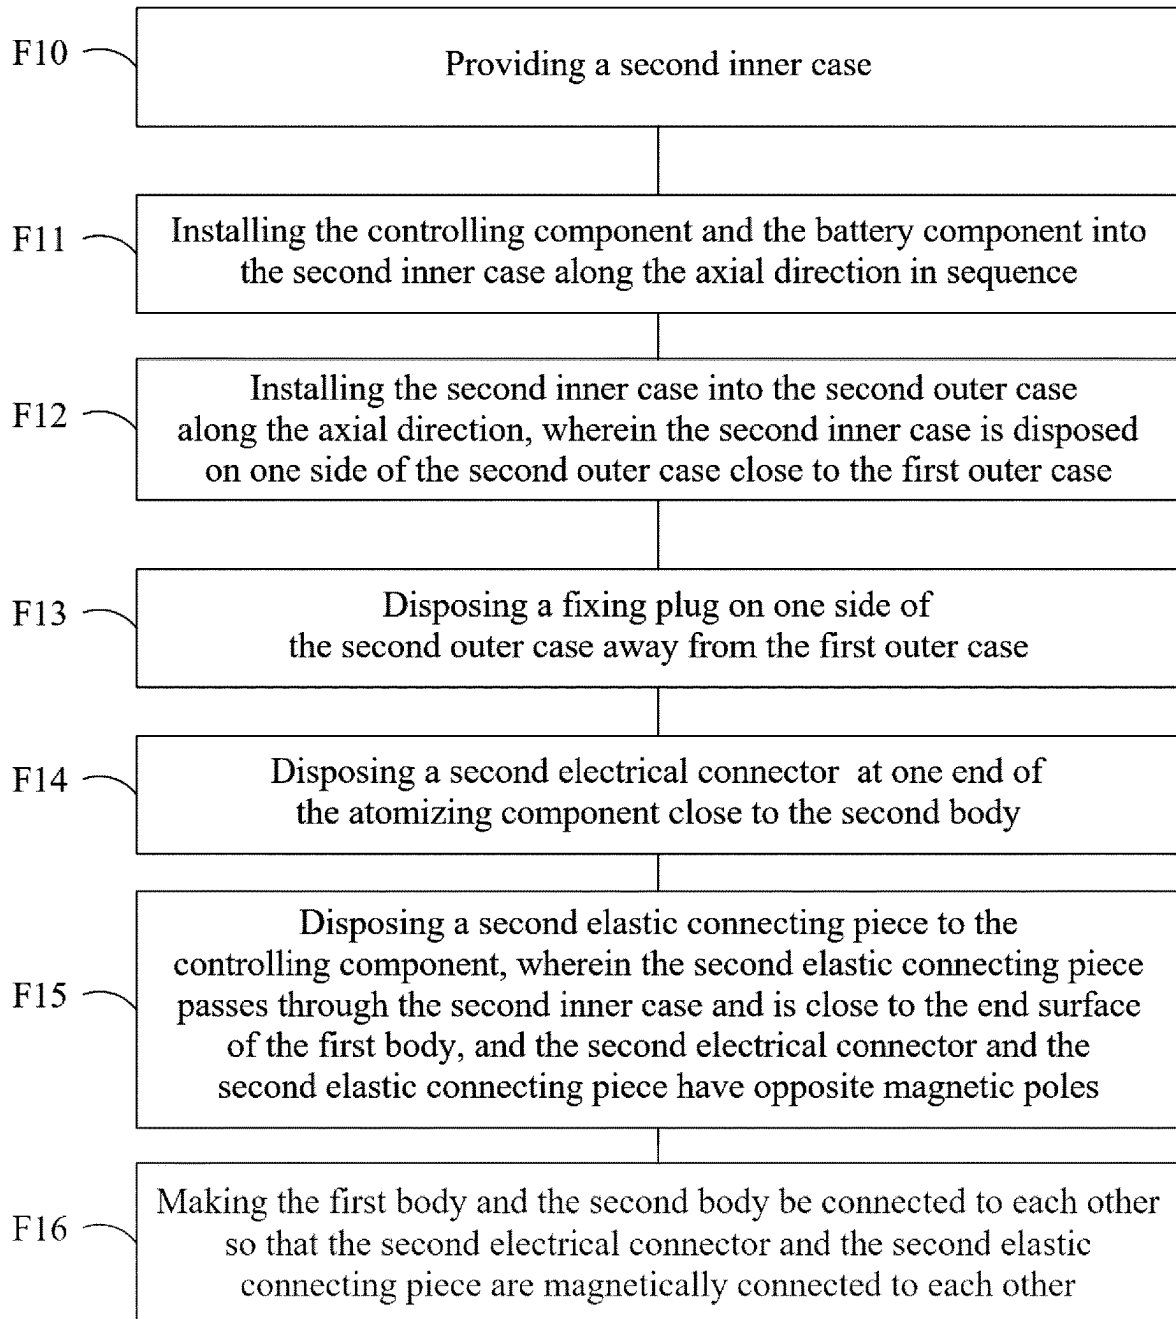 F10
Providing a second inner case
F11
Installing the controlling component and the battery component into
the second inner case along the axial direction in sequence
F12
Installing the second inner case into the second outer case
along the axial direction, wherein the second inner case is disposed
on one side of the second outer case close to the first outer case
F13
Disposing a fixing plug on one side of
the second outer case away from the first outer case
F14
Disposing a second electrical connector at one end of
the atomizing component close to the second body
F15
Disposing a second elastic connecting piece to the
controlling component, wherein the second elastic connecting piece
passes through the second inner case and is close to the end surface
of the first body, and the second electrical connector and the
second elastic connecting piece have opposite magnetic poles
F16
Making the first body and the second body be connected to each other
so that the second electrical connector and the second elastic
connecting piece are magnetically connected to each other